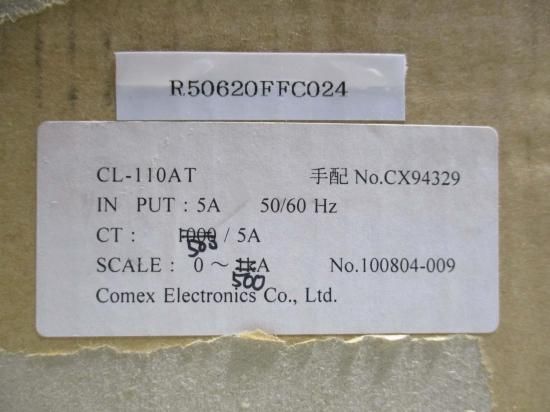 R50620FFC024
CL-110AT 手配 No.CX94329
IN PUT : 5A 50/60 Hz
CT : 1000 / 5A
500
SCALE : 0 ～ 1kA No.100804-009
500
Comex Electronics Co., Ltd.